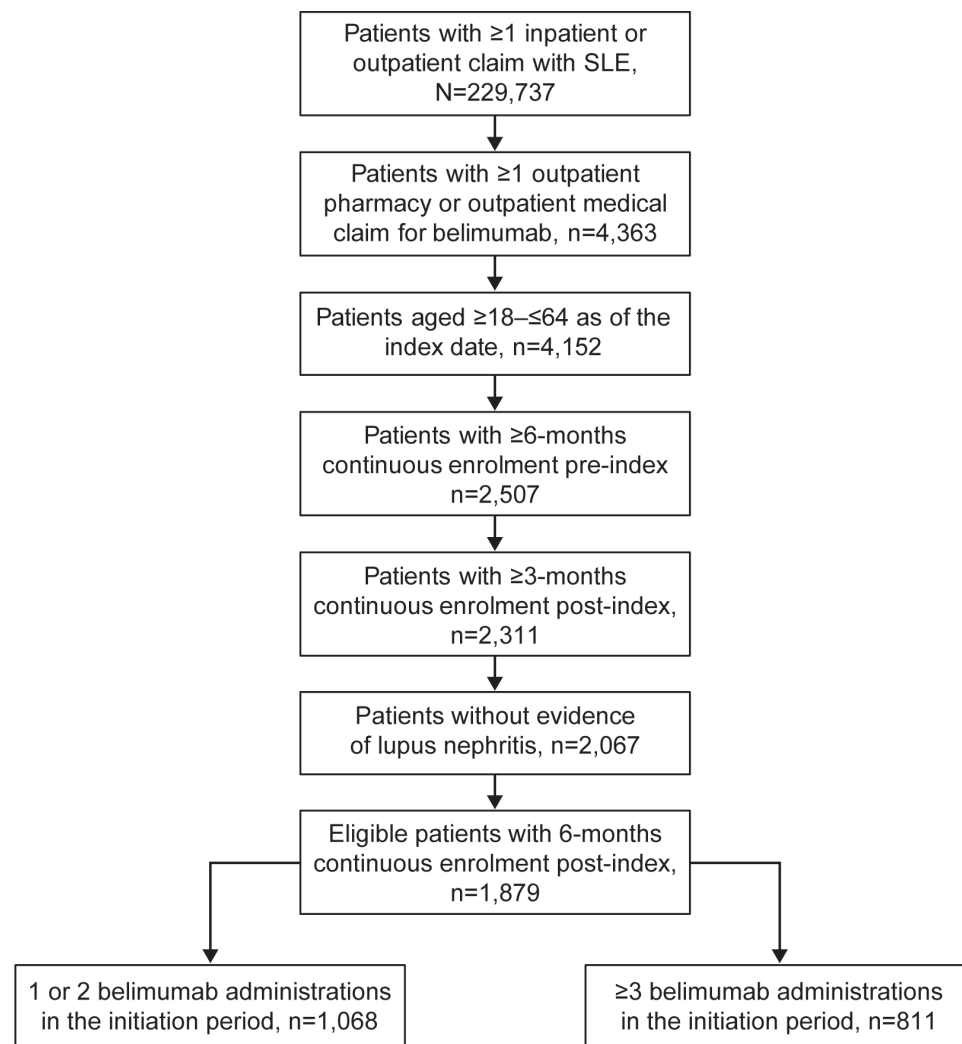 Patients with ≥1 inpatient or
outpatient claim with SLE,
N=229,737
Patients with ≥1 outpatient
pharmacy or outpatient medical
claim for belimumab, n=4,363
Patients aged ≥18–≤64 as of the
index date, n=4,152
Patients with ≥6-months
continuous enrolment pre-index
n=2,507
Patients with ≥3-months
continuous enrolment post-index,
n=2,311
Patients without evidence
of lupus nephritis, n=2,067
Eligible patients with 6-months
continuous enrolment post-index,
n=1,879
1 or 2 belimumab administrations
in the initiation period, n=1,068
≥3 belimumab administrations
in the initiation period, n=811